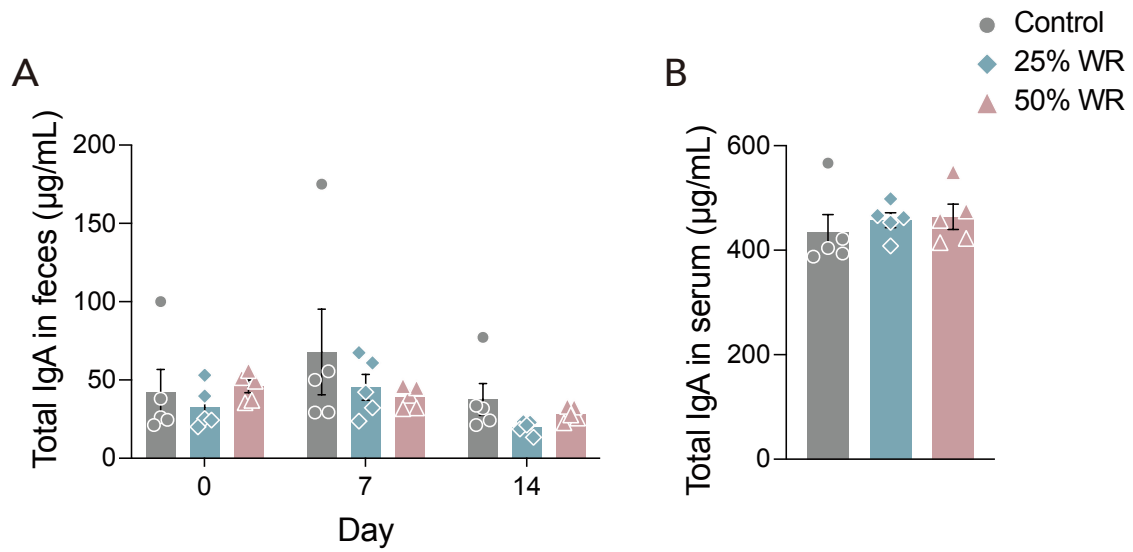 Control
25% WR
50% WR
A
Total IgA in feces (µg/mL)
200
150
100
50
0
0 7 14
Day
B
Total IgA in serum (µg/mL)
600
400
200
0